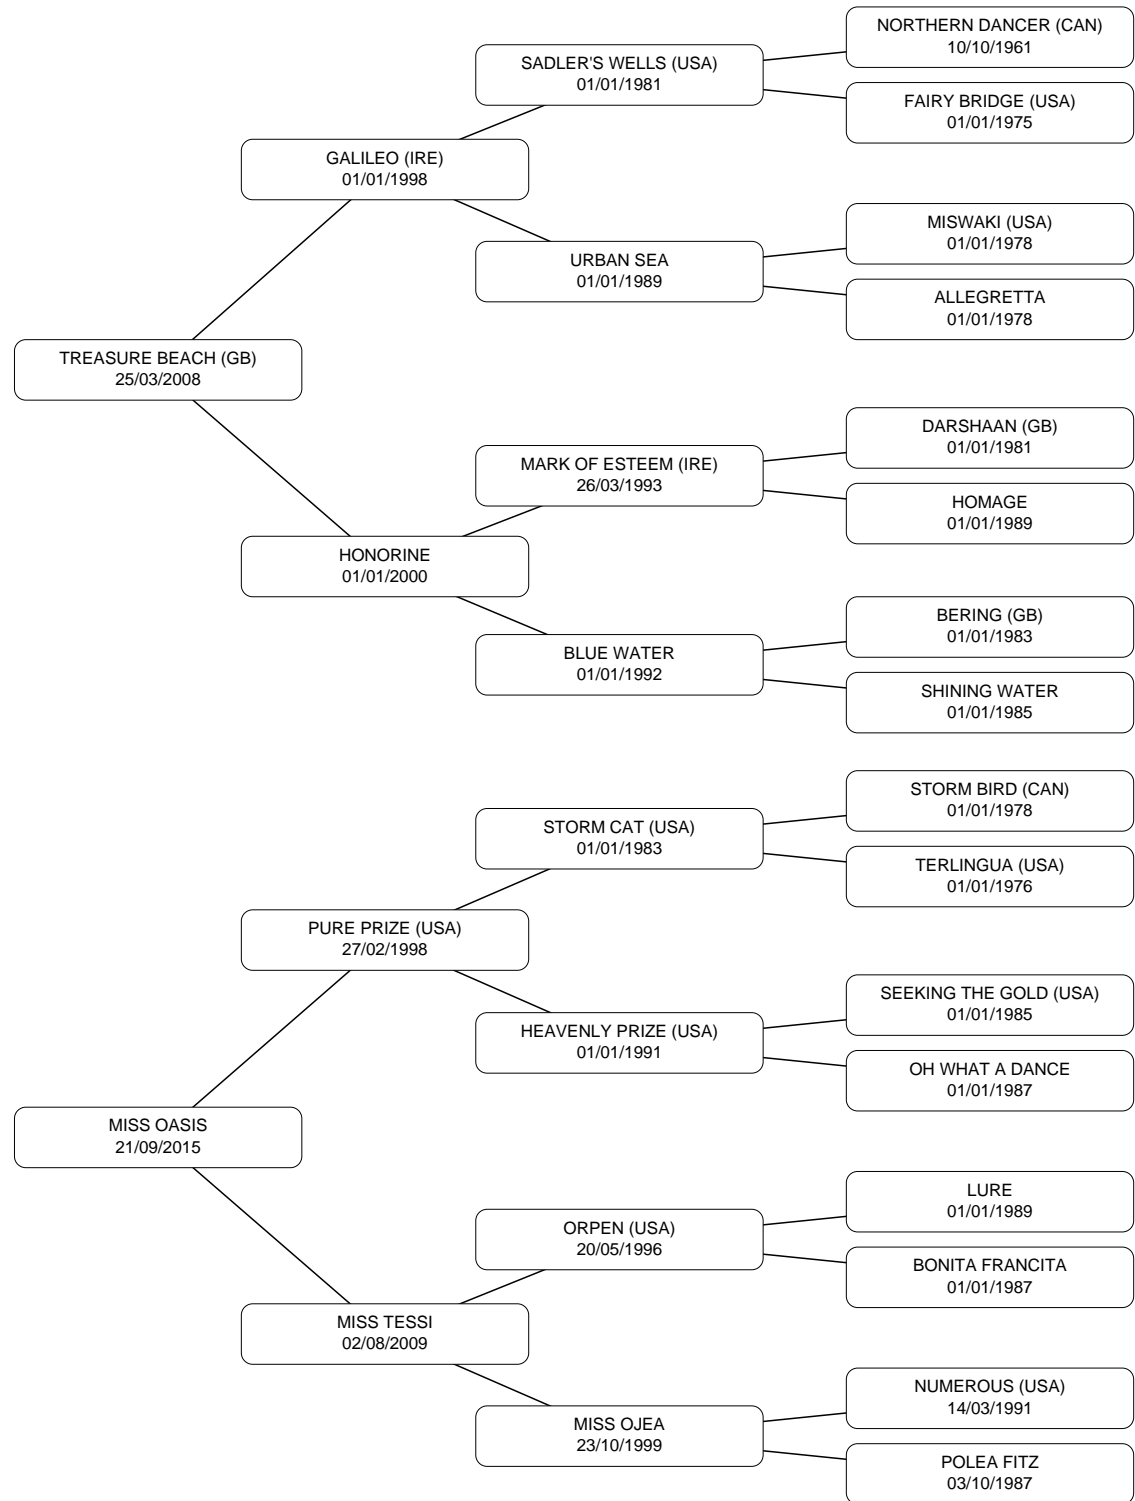 NORTHERN DANCER (CAN)
10/10/1961
SADLER'S WELLS (USA)
01/01/1981
FAIRY BRIDGE (USA)
01/01/1975
GALILEO (IRE)
01/01/1998
MISWAKI (USA)
01/01/1978
URBAN SEA
01/01/1989
ALLEGRETTA
01/01/1978
TREASURE BEACH (GB)
25/03/2008
DARSHAAN (GB)
01/01/1981
MARK OF ESTEEM (IRE)
26/03/1993
HOMAGE
01/01/1989
HONORINE
01/01/2000
BERING (GB)
01/01/1983
BLUE WATER
01/01/1992
SHINING WATER
01/01/1985
STORM BIRD (CAN)
01/01/1978
STORM CAT (USA)
01/01/1983
TERLINGUA (USA)
01/01/1976
PURE PRIZE (USA)
27/02/1998
SEEKING THE GOLD (USA)
01/01/1985
HEAVENLY PRIZE (USA)
01/01/1991
OH WHAT A DANCE
01/01/1987
MISS OASIS
21/09/2015
LURE
01/01/1989
ORPEN (USA)
20/05/1996
BONITA FRANCITA
01/01/1987
MISS TESSI
02/08/2009
NUMEROUS (USA)
14/03/1991
MISS OJEA
23/10/1999
POLEA FITZ
03/10/1987